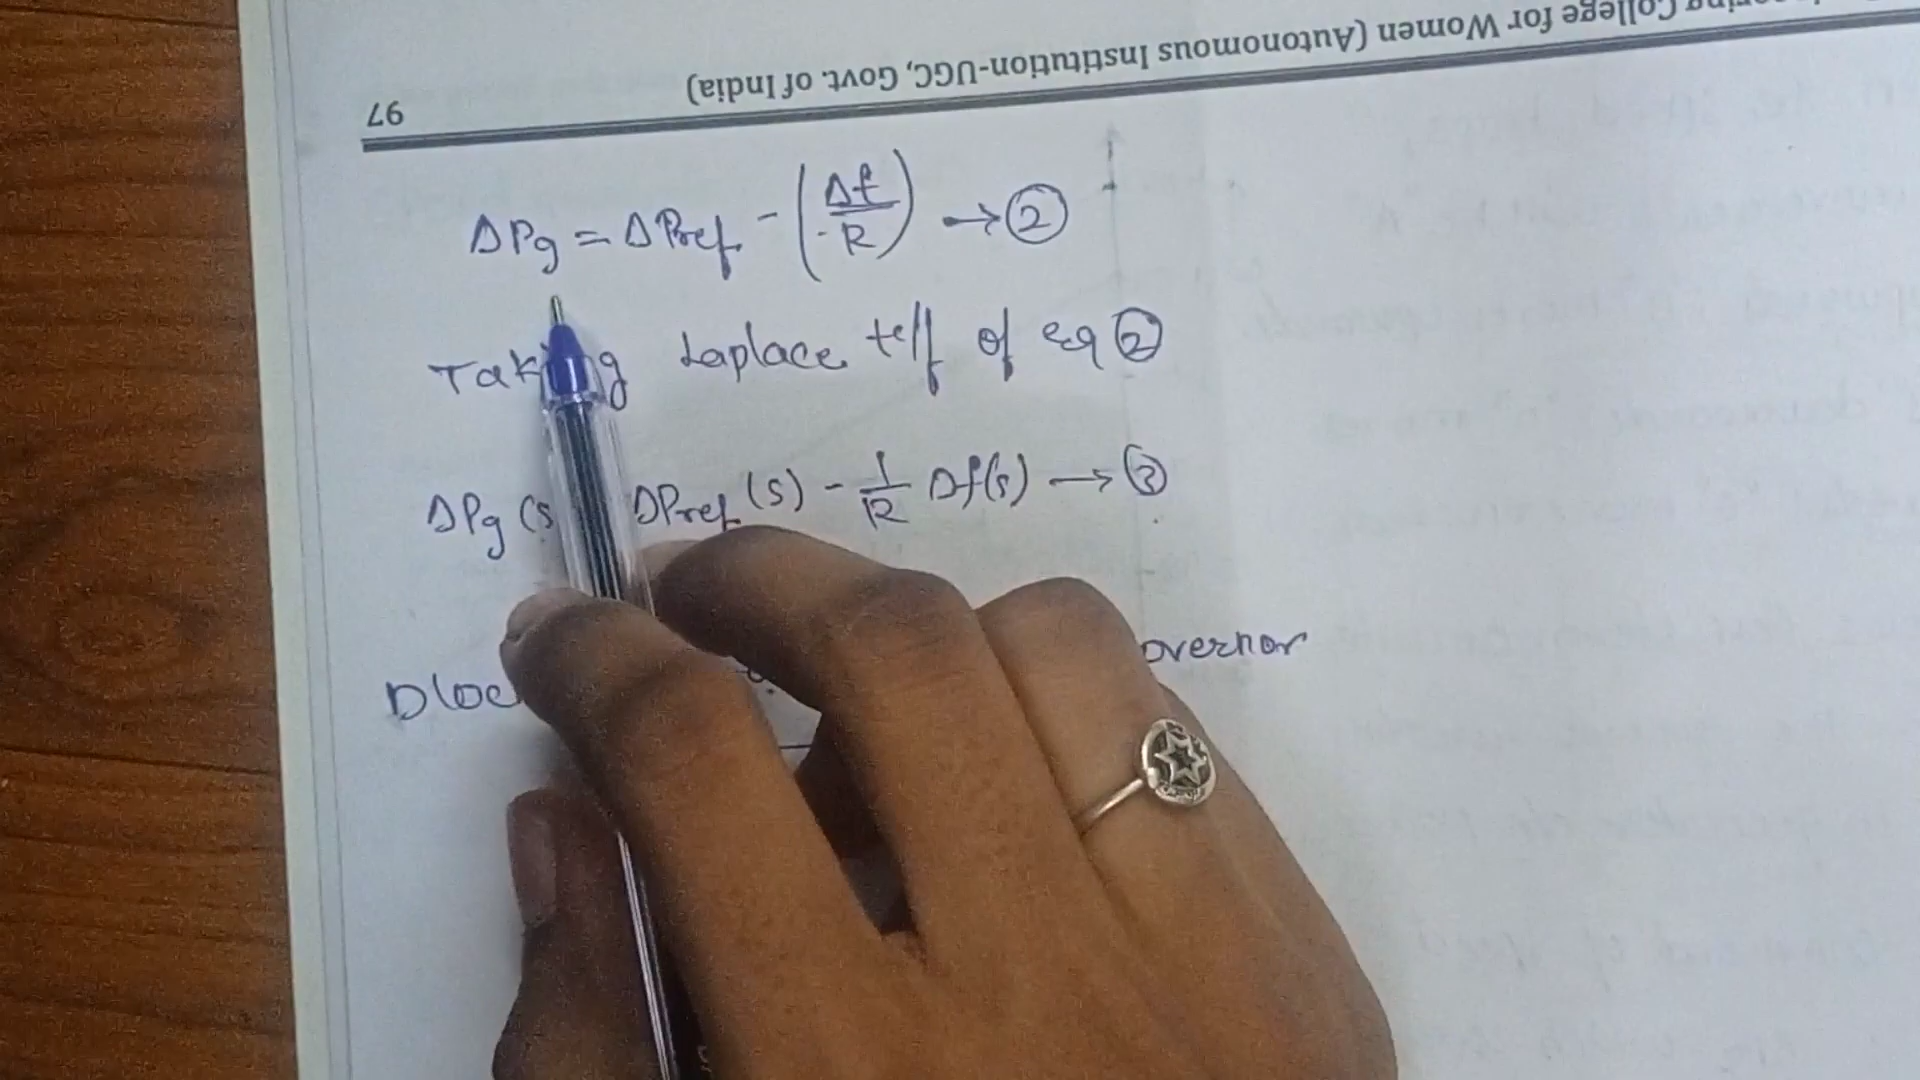 College for Women (Autonomous Institution-UGC, Govt. of India)
97
ΔPg = ΔPref - (Δf/R) → ②
Taking Laplace of eq ②
ΔPg (s ΔPref (s) - 1/R Δf(s) → ③
overnor